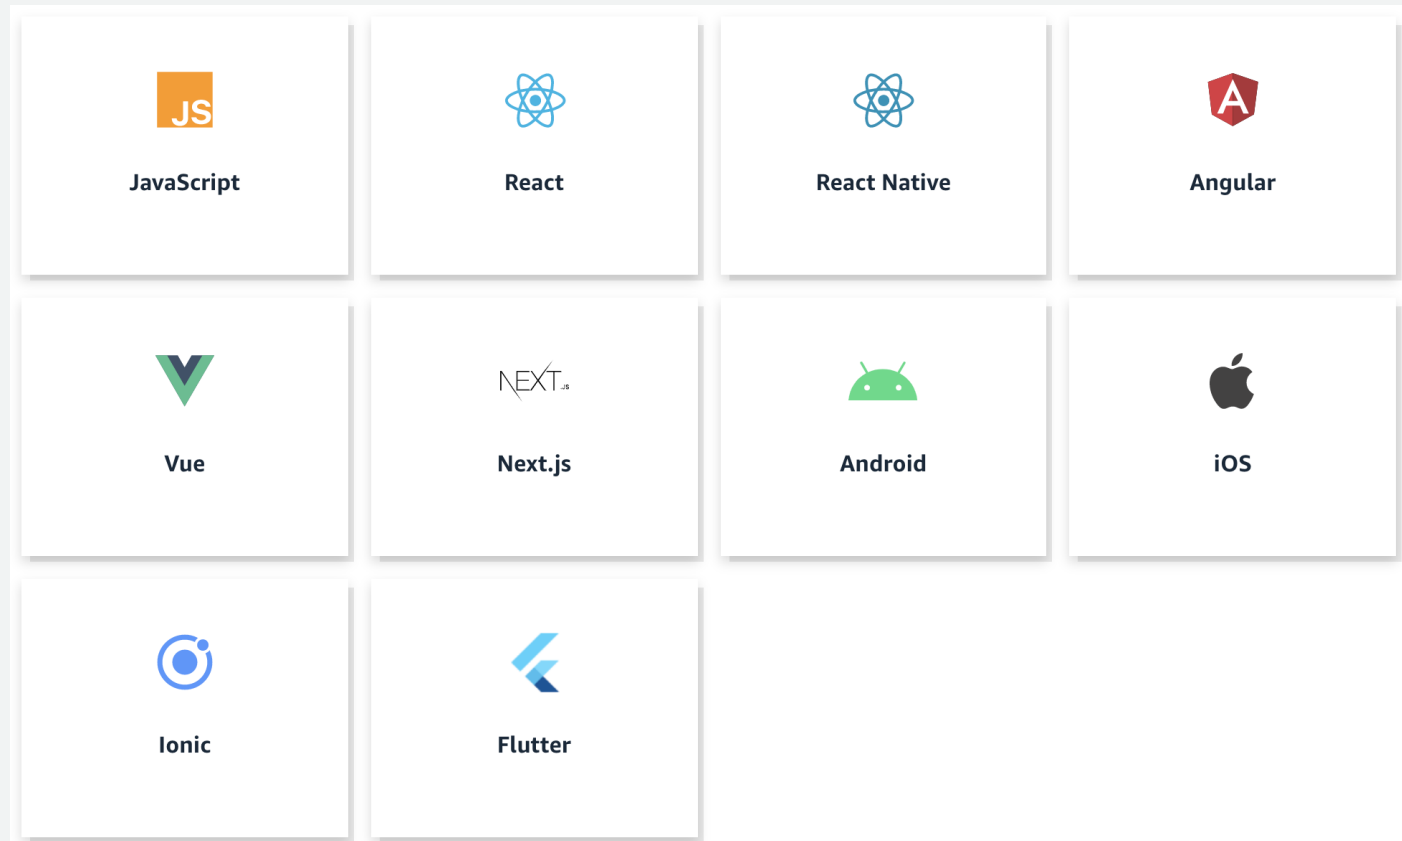 JS
JavaScript
React
React Native
A
Angular
Vue
NEXT.JS
Next.js
Android
iOS
Ionic
Flutter